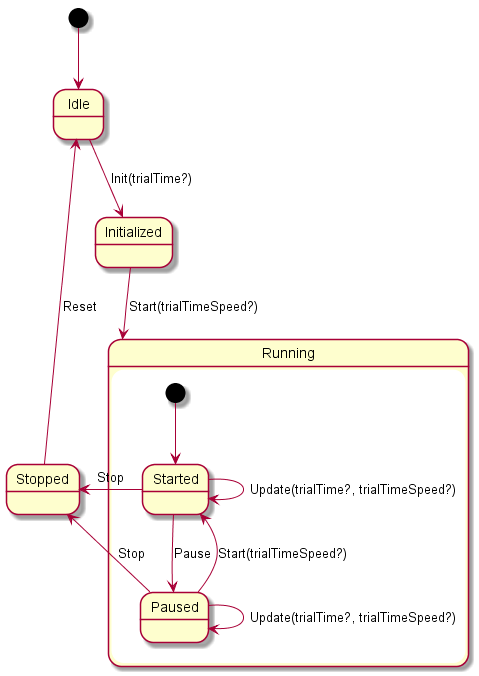 Idle
Init(trialTime?)
Initialized
Reset
Start(trialTimeSpeed?)
Running
Stopped
Stop
Started
Update(trialTime?, trialTimeSpeed?)
Stop
Pause
Start(trialTimeSpeed?)
Paused
Update(trialTime?, trialTimeSpeed?)